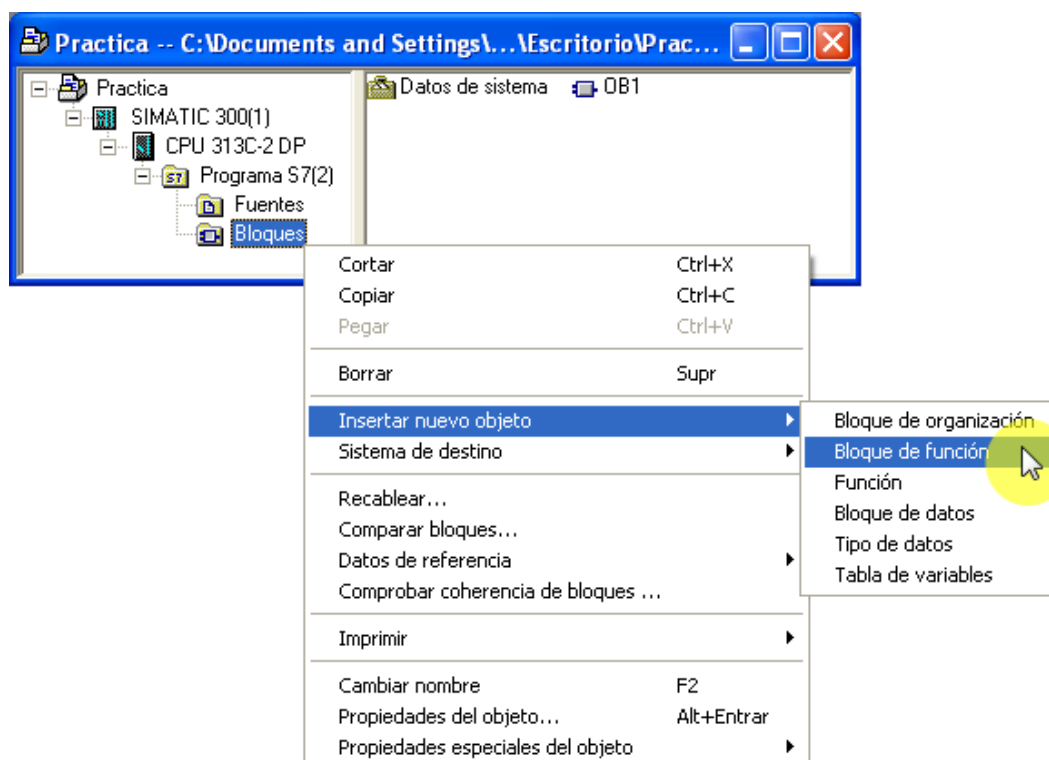 Practica -- C:\Documents and Settings\...\Escritorio\Prac...
Practica
SIMATIC 300(1)
CPU 313C-2 DP
Programa S7(2)
S7
Fuentes
Bloques
Datos de sistema OB1
Cortar Ctrl+X
Copiar Ctrl+C
Pegar Ctrl+V
Borrar Supr
Insertar nuevo objeto
Sistema de destino
Recablear...
Comparar bloques...
Datos de referencia
Comprobar coherencia de bloques ...
Imprimir
Cambiar nombre F2
Propiedades del objeto... Alt+Entrar
Propiedades especiales del objeto
Bloque de organización
Bloque de función
Función
Bloque de datos
Tipo de datos
Tabla de variables